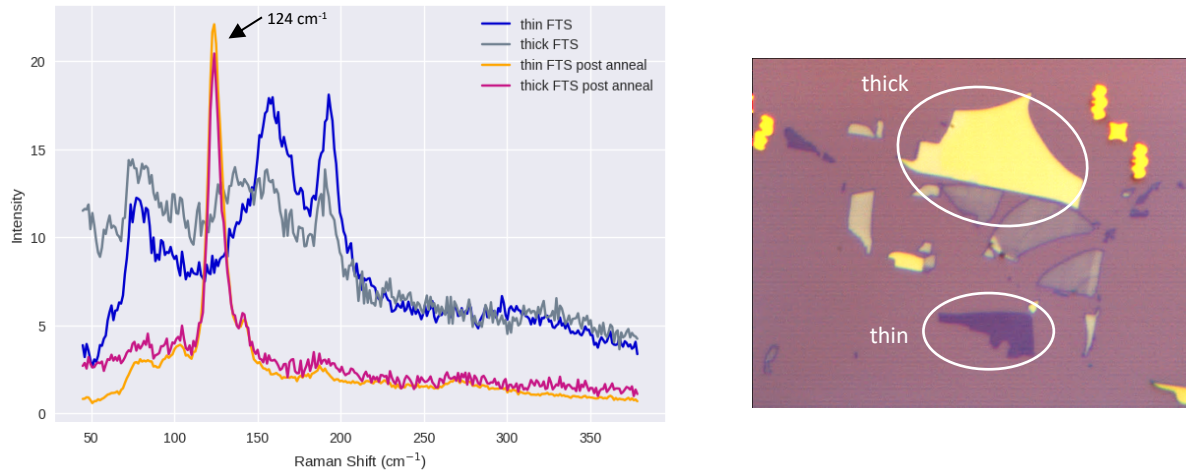 124 cm⁻¹
thin FTS
thick FTS
thin FTS post anneal
thick FTS post anneal
20
15
10
5
0
Intensity
50
100
150
200
250
300
350
Raman Shift (cm⁻¹)
thick
thin